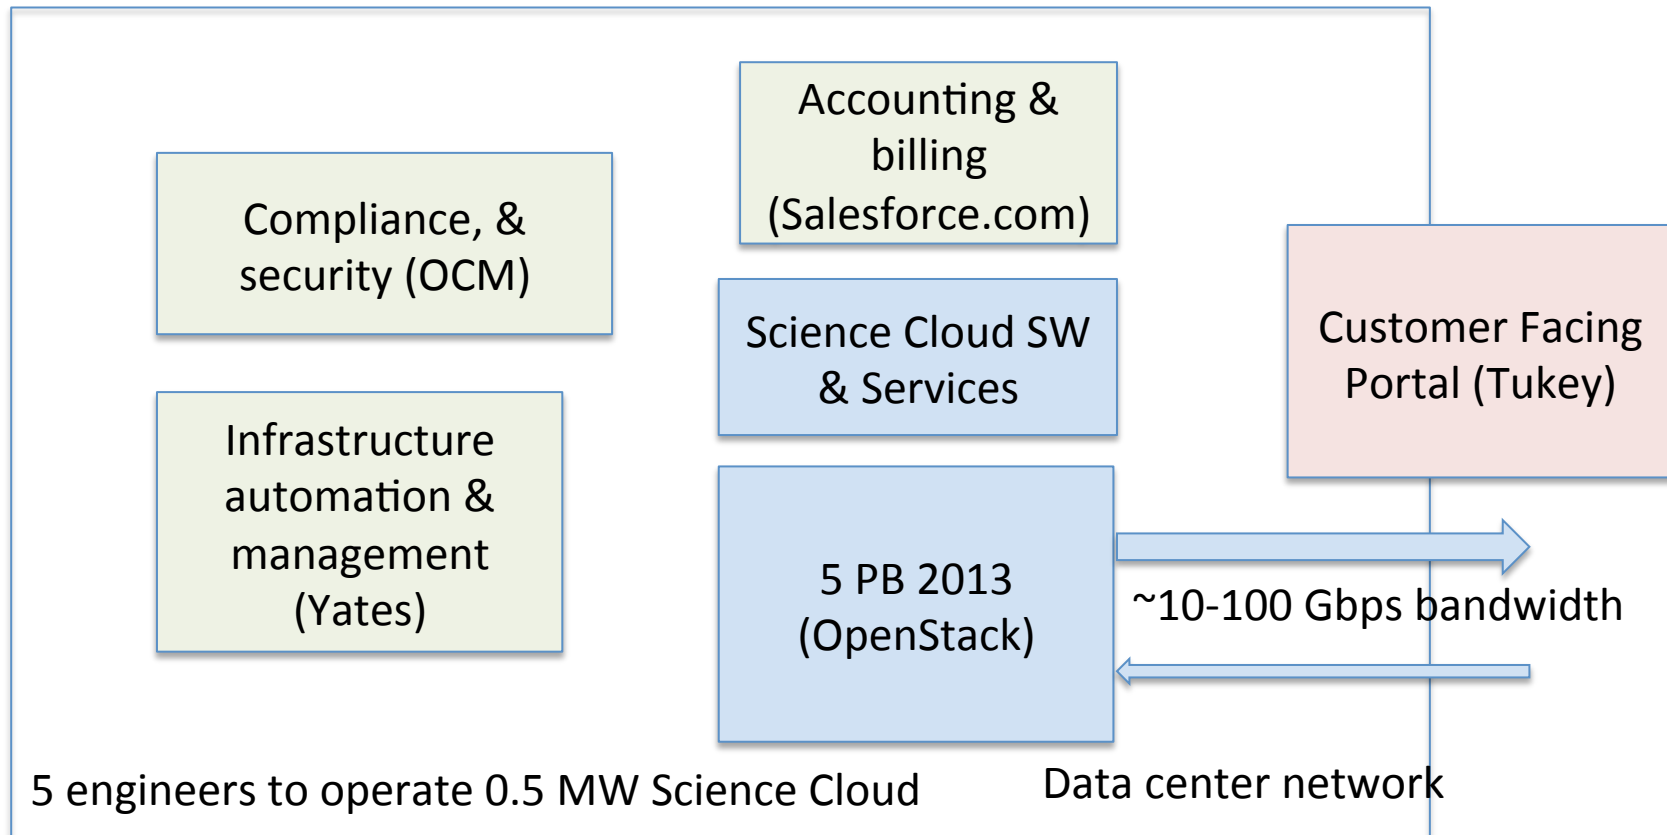 Accounting &
billing
(Salesforce.com)
Compliance, &
security (OCM)
Science Cloud SW
& Services
Customer Facing
Portal (Tukey)
Infrastructure
automation &
management
(Yates)
5 PB 2013
(OpenStack)
~10-100 Gbps bandwidth
5 engineers to operate 0.5 MW Science Cloud
Data center network